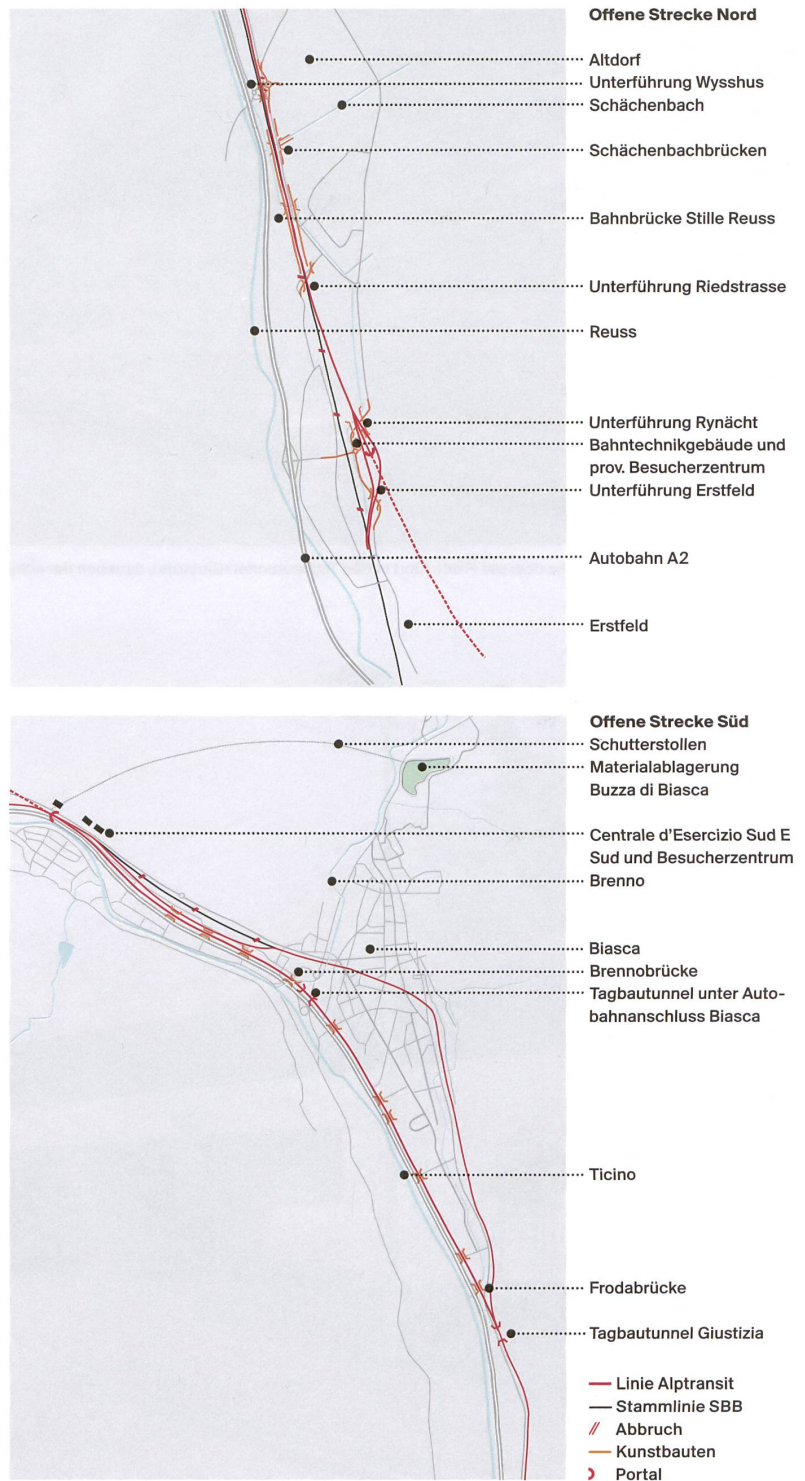 Offene Strecke Nord
Altdorf
Unterführung Wysshus
Schächenbach
Schächenbachbrücken
Bahnbrücke Stille Reuss
Unterführung Riedstrasse
Reuss
Unterführung Rynächt
Bahntechnikgebäude und
prov. Besucherzentrum
Unterführung Erstfeld
Autobahn A2
Erstfeld
Offene Strecke Süd
Schutterstollen
Materialablagerung
Buzza di Biasca
Centrale d'Esercizio Sud E
Sud und Besucherzentrum
Brenno
Biasca
Brennobrücke
Tagbautunnel unter Auto-
bahnanschluss Biasca
Ticino
Frodabrücke
Tagbautunnel Giustizia
Linie Alptransit
Stammlinie SBB
Abbruch
Kunstbauten
Portal